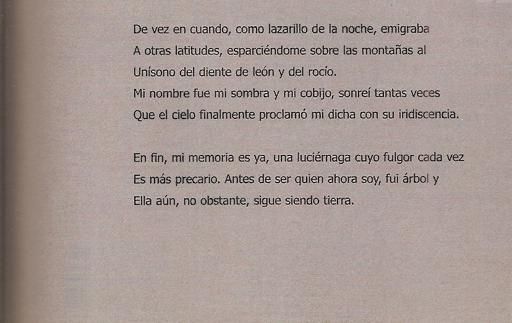 De vez en cuando, como lazarillo de la noche, emigraba
A otras latitudes, esparciéndome sobre las montañas al
Unísono del diente de león y del rocío.
Mi nombre fue mi sombra y mi cobijo, sonreí tantas veces
Que el cielo finalmente proclamó mi dicha con su iridiscencia.
En fin, mi memoria es ya, una luciérnaga cuyo fulgor cada vez
Es más precario. Antes de ser quien ahora soy, fui árbol y
Ella aún, no obstante, sigue siendo tierra.